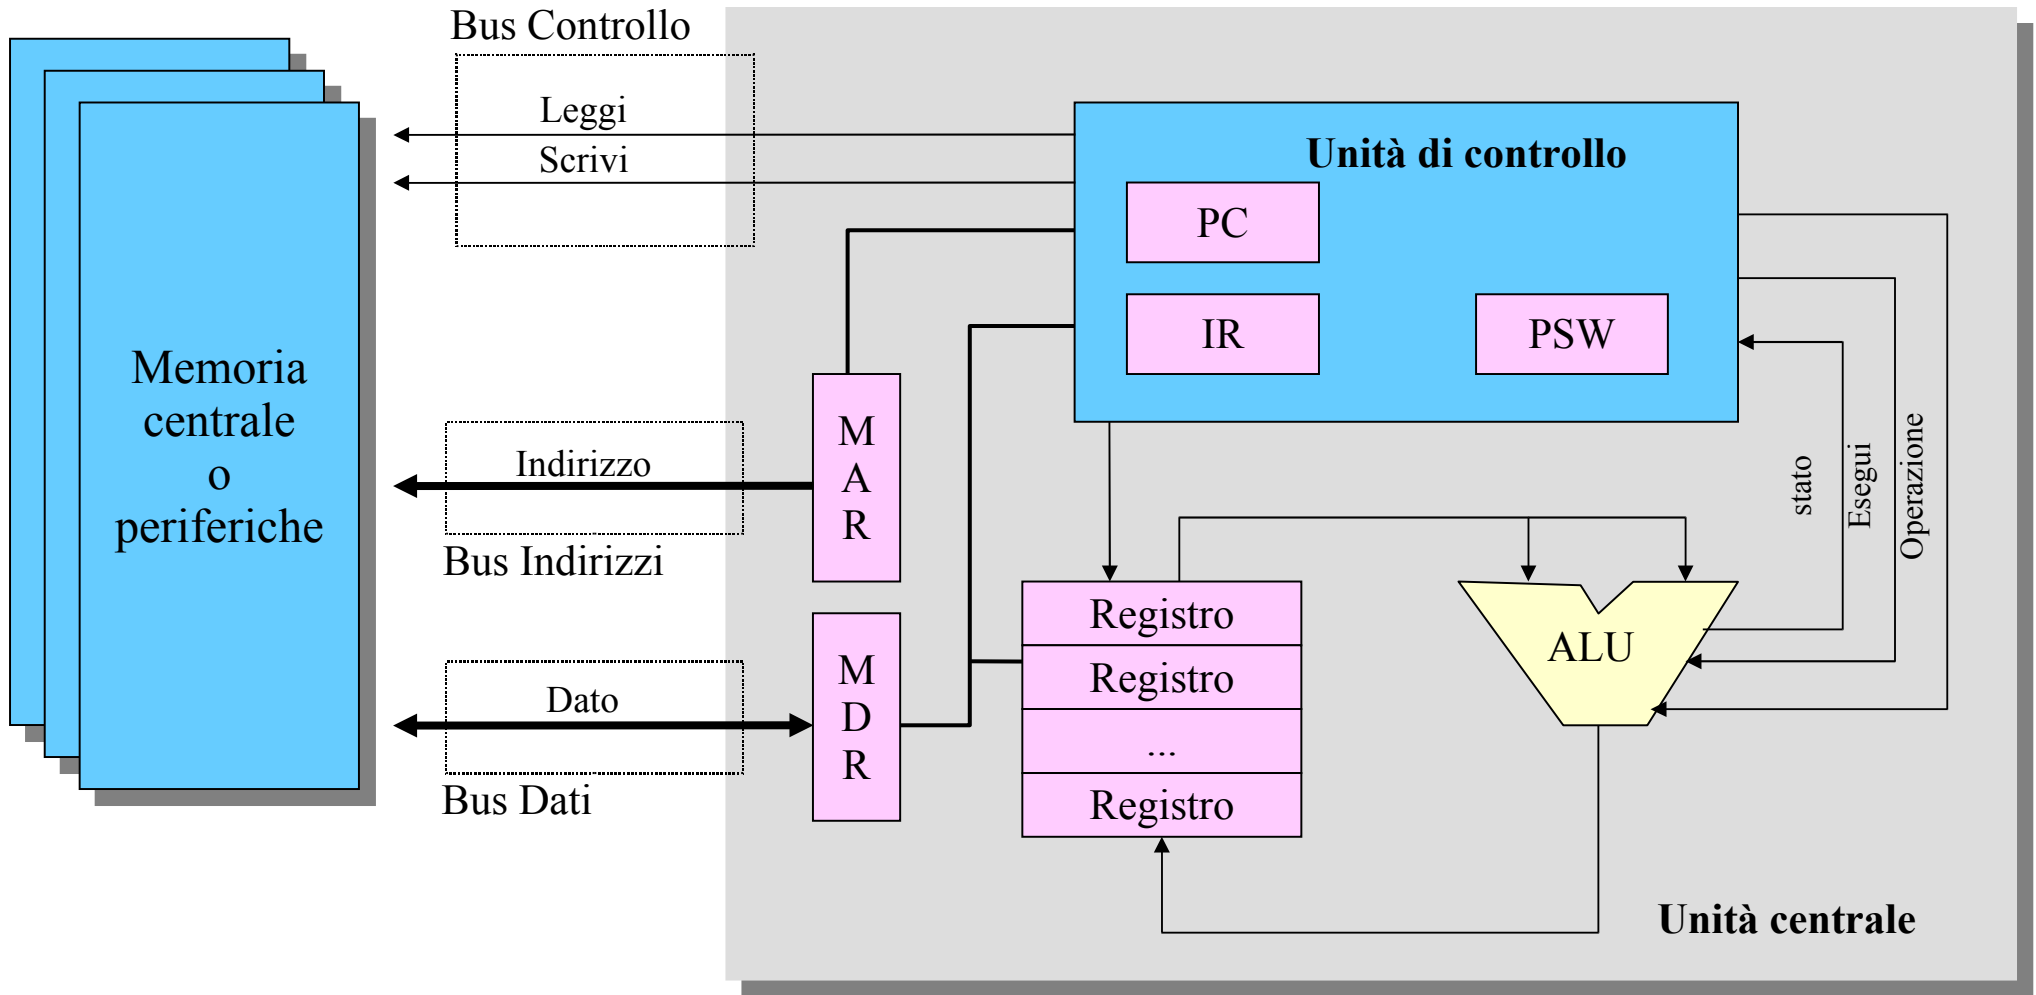 Bus Controllo
Leggi
Scrivi
Unità di controllo
PC
IR
PSW
Memoria
centrale
o
periferiche
Indirizzo
Bus Indirizzi
M
A
R
stato
Esegui
Operazione
Dato
Bus Dati
M
D
R
Registro
Registro
...
Registro
ALU
Unità centrale